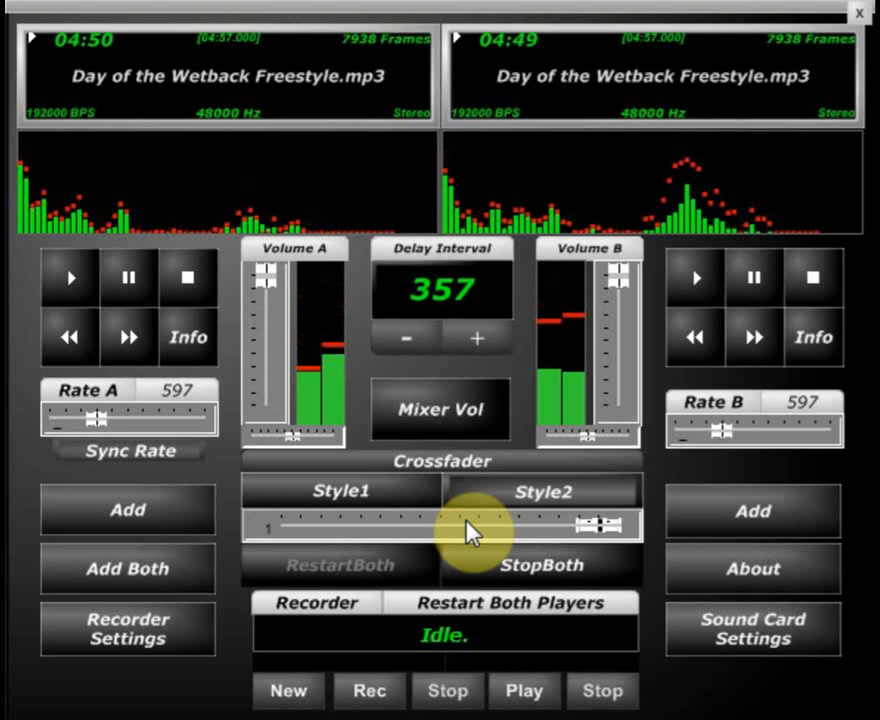 x
04:50 [04:57.000] 7938 Frames
Day of the Wetback Freestyle.mp3
192000 BPS 48000 Hz Stereo
04:49 [04:57.000] 7938 Frames
Day of the Wetback Freestyle.mp3
192000 BPS 48000 Hz Stereo
Volume A
Delay Interval
Volume B
357
- +
Info
Info
Mixer Vol
Rate A 597
Rate B 597
Sync Rate
Crossfader
Style1 Style2
1
RestartBoth StopBoth
Add
Add Both
Recorder
Settings
Add
About
Sound Card
Settings
Recorder Restart Both Players
Idle.
New Rec Stop Play Stop